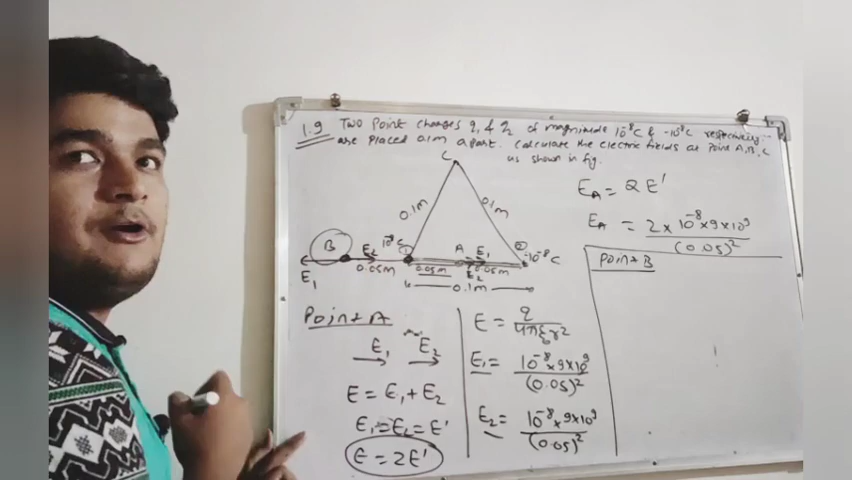 1.9 Two Point charges q₁ & q₂ of magnitude 10⁻⁸C & -10⁻⁸C respectively
are placed 0.1m apart. Calculate the electric fields at Point A, B, C
as shown in fig.
C
0.1m
0.1m
B
E₂
10⁻⁸C
①
A
E₁
②
-10⁻⁸C
E₁
0.05m
0.05m
E₂
0.05m
0.1m
Point A
E₁ E₂
E = E₁ + E₂
E₁ = E₂ = E'
E = 2E'
E = q / 4πε₀r²
E₁ = 10⁻⁸ × 9×10⁹ / (0.05)²
E₂ = 10⁻⁸ × 9×10⁹ / (0.05)²
E_A = 2E'
E_A = 2 × 10⁻⁸ × 9×10⁹ / (0.05)²
Point B